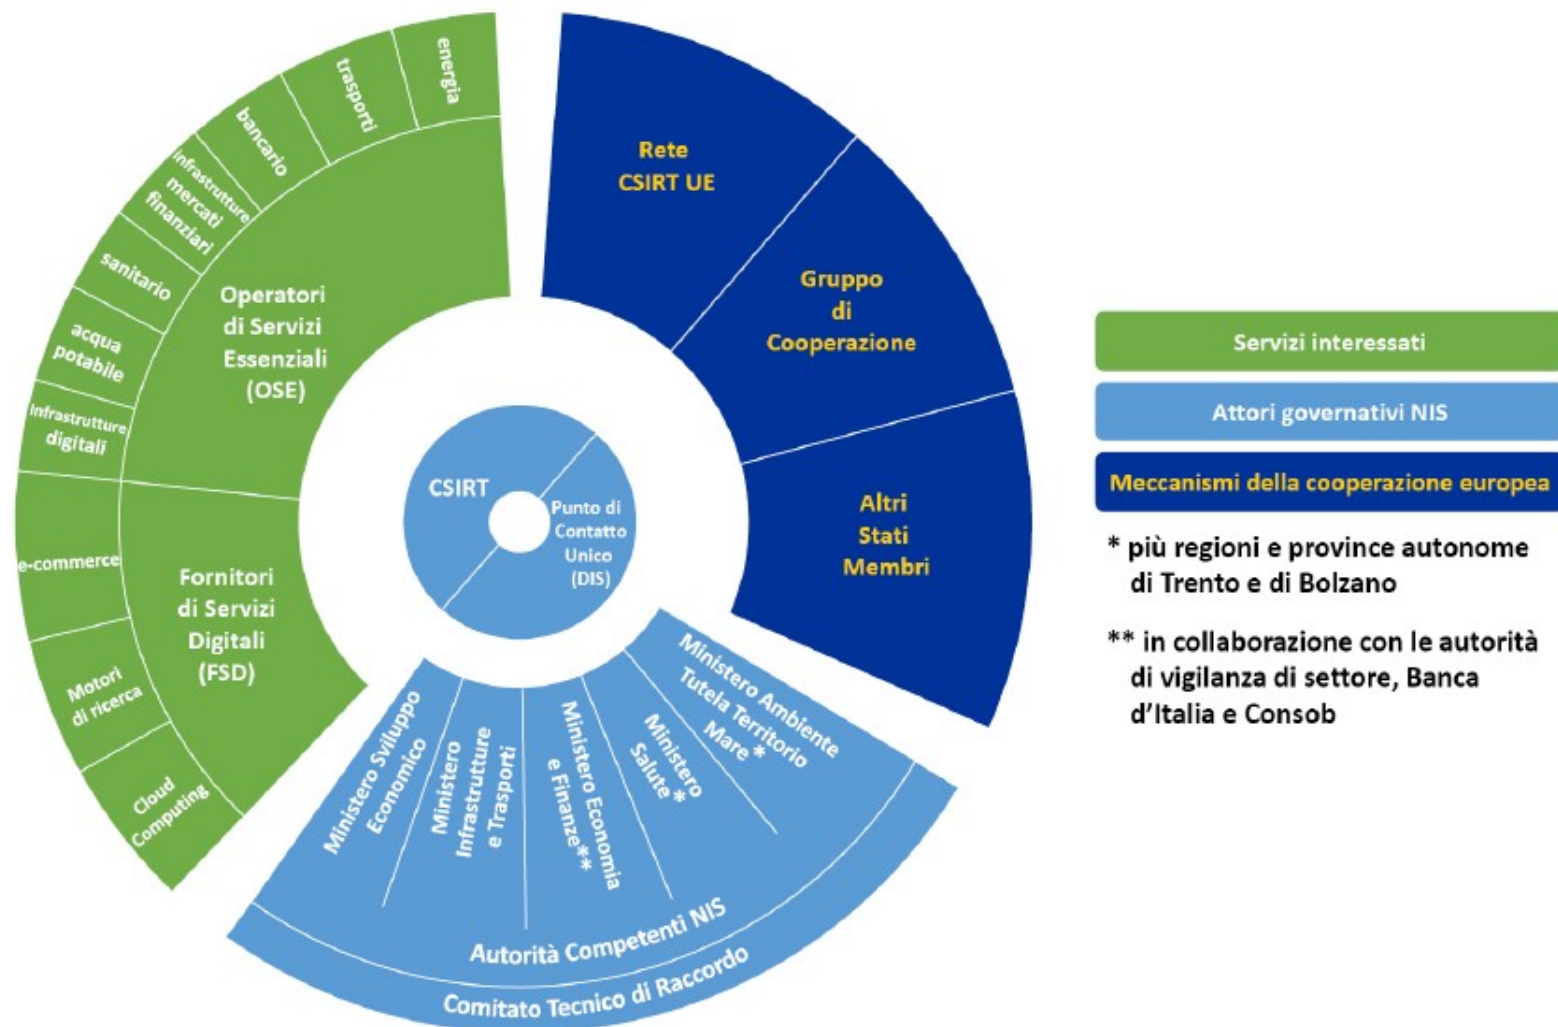 energia
trasporti
bancario
infrastrutture
mercati
finanziari
sanitario
acqua
potabile
Infrastrutture
digitali
e-commerce
Motori
di ricerca
Cloud
Computing
Operatori
di Servizi
Essenziali
(OSE)
Fornitori
di Servizi
Digitali
(FSD)
Rete
CSIRT UE
Gruppo
di
Cooperazione
Altri
Stati
Membri
CSIRT
Punto di
Contatto
Unico
(DIS)
Ministero Sviluppo
Economico
Ministero
Infrastrutture
e Trasporti
Ministero Economia
e Finanze**
Ministero
Salute *
Ministero Ambiente
Tutela Territorio
Mare *
Autorità Competenti NIS
Comitato Tecnico di Raccordo
Servizi interessati
Attori governativi NIS
Meccanismi della cooperazione europea
* più regioni e province autonome
di Trento e di Bolzano
** in collaborazione con le autorità
di vigilanza di settore, Banca
d'Italia e Consob